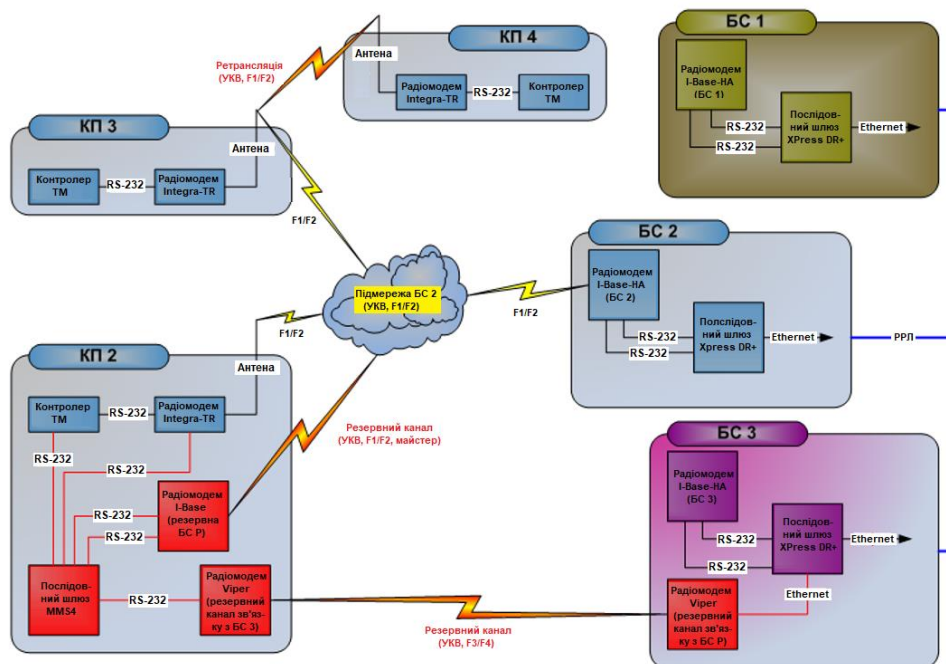 КП 4
Антена
Ретрансляція
(УКВ, F1/F2)
Радіомодем
Integra-TR
RS-232
Контролер
ТМ
БС 1
Радіомодем
I-Base-HA
(БС 1)
RS-232
RS-232
Послідов-
ний шлюз
XPress DR+
Ethernet
КП 3
Антена
Контролер
ТМ
RS-232
Радіомодем
Integra-TR
F1/F2
Підмережа БС 2
(УКВ, F1/F2)
F1/F2
F1/F2
БС 2
Радіомодем
I-Base-HA
(БС 2)
RS-232
RS-232
Полслідов-
ний шлюз
Xpress DR+
Ethernet
РРЛ
КП 2
Антена
Контролер
ТМ
RS-232
Радіомодем
Integra-TR
RS-232
RS-232
RS-232
RS-232
Радіомодем
I-Base
(резервна
БС Р)
Резервний канал
(УКВ, F1/F2, майстер)
Послідов-
ний шлюз
MMS4
RS-232
Радіомодем
Viper
(резервний
канал зв'яз-
ку з БС 3)
Резервний канал
(УКВ, F3/F4)
БС 3
Радіомодем
I-Base-HA
(БС 3)
RS-232
RS-232
Послідов-
ний шлюз
XPress DR+
Ethernet
Ethernet
Радіомодем
Viper
(резервний
канал зв'яз-
ку з БС Р)